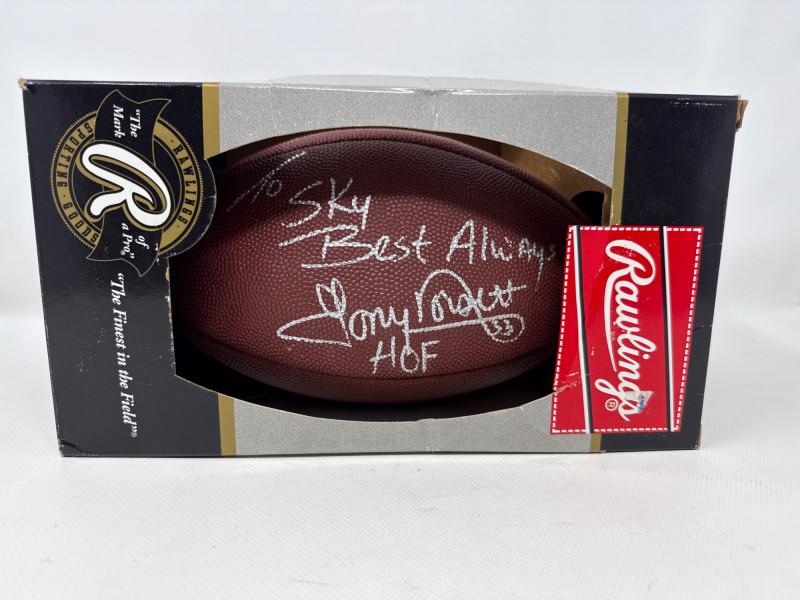 To
Sky
Best Always
Tony Dorsett
33
HOF
"The Mark of a Pro."
RAWLINGS
SPORTING GOODS
R
"The Finest in the Field"®
Rawlings®